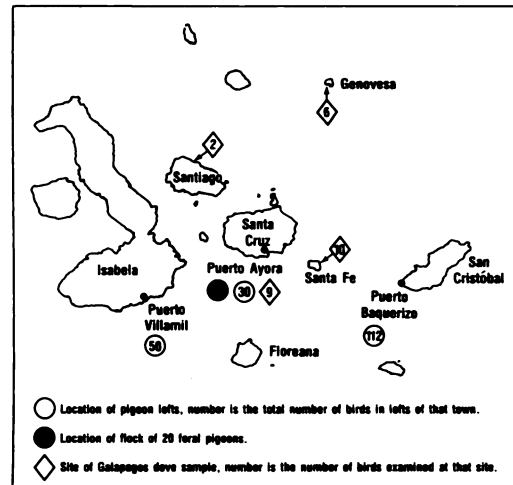 Genovesa
6
2
Santiago
Santa
Cruz
10
San
Cristóbal
Isabela
Puerto Ayora
Santa Fe
30
9
Puerto
Villamil
Puerto
Baquerizo
56
112
Floreana
Location of pigeon lofts, number is the total number of birds in lofts of that town.
Location of flock of 20 feral pigeons.
Site of Galapagos dove sample, number is the number of birds examined at that site.